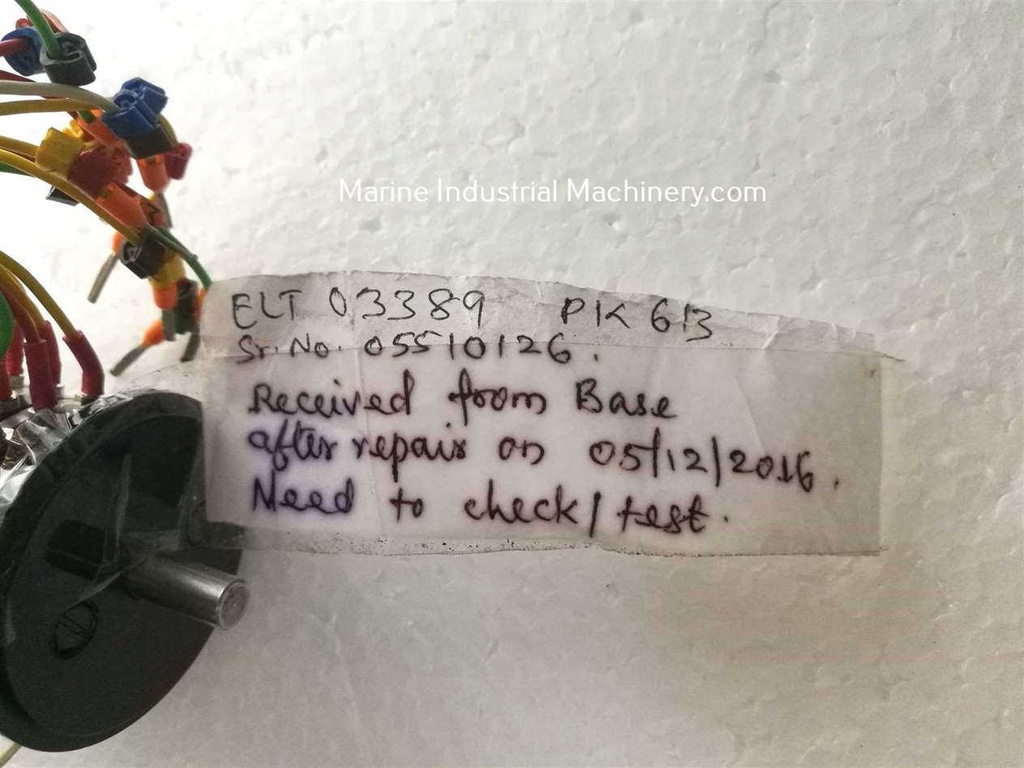 Marine Industrial Machinery.com
ELT 03389 PK 613
Sr. No. 05510126.
Received from Base
after repair on 05/12/2016.
Need to check/test.